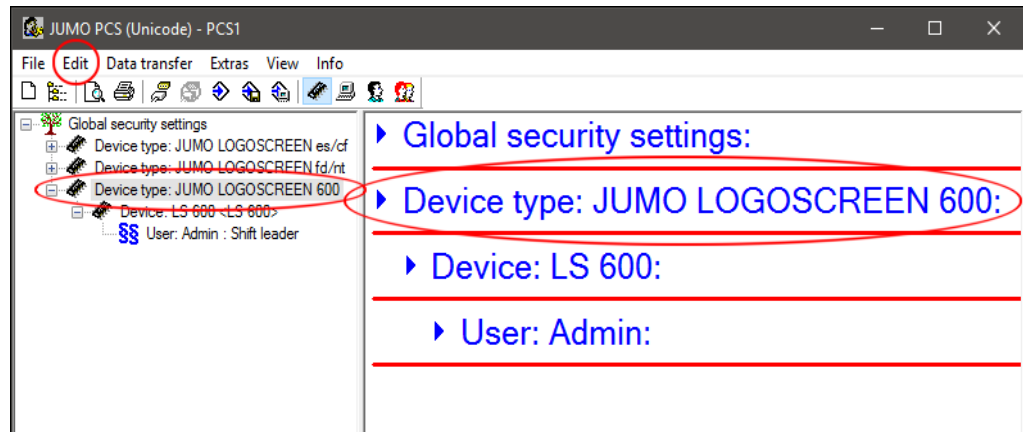 JUMO PCS (Unicode) - PCS1
File Edit Data transfer Extras View Info
Global security settings
Device type: JUMO LOGOSCREEN es/cf
Device type: JUMO LOGOSCREEN fd/nt
Device type: JUMO LOGOSCREEN 600
Device: LS 600 <LS 600>
§§ User: Admin : Shift leader
Global security settings:
Device type: JUMO LOGOSCREEN 600:
Device: LS 600:
User: Admin: